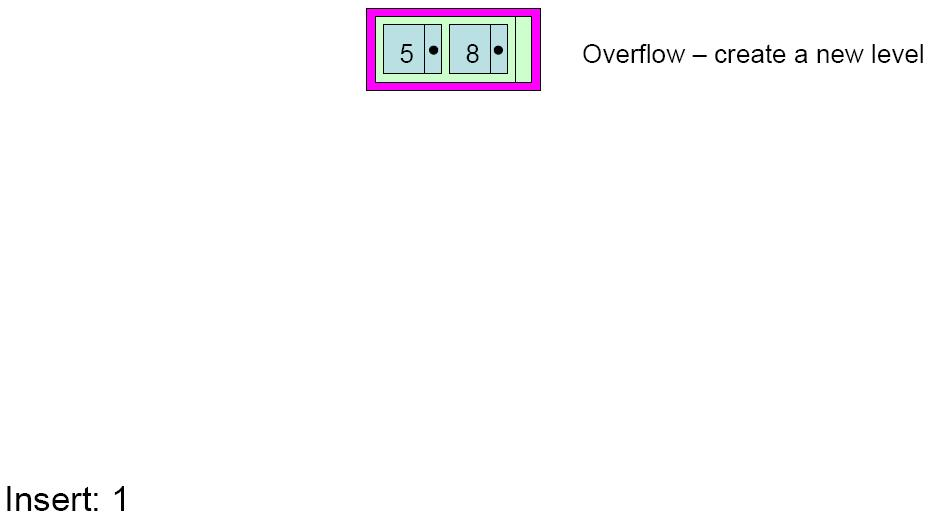 5 8
Overflow – create a new level
Insert: 1